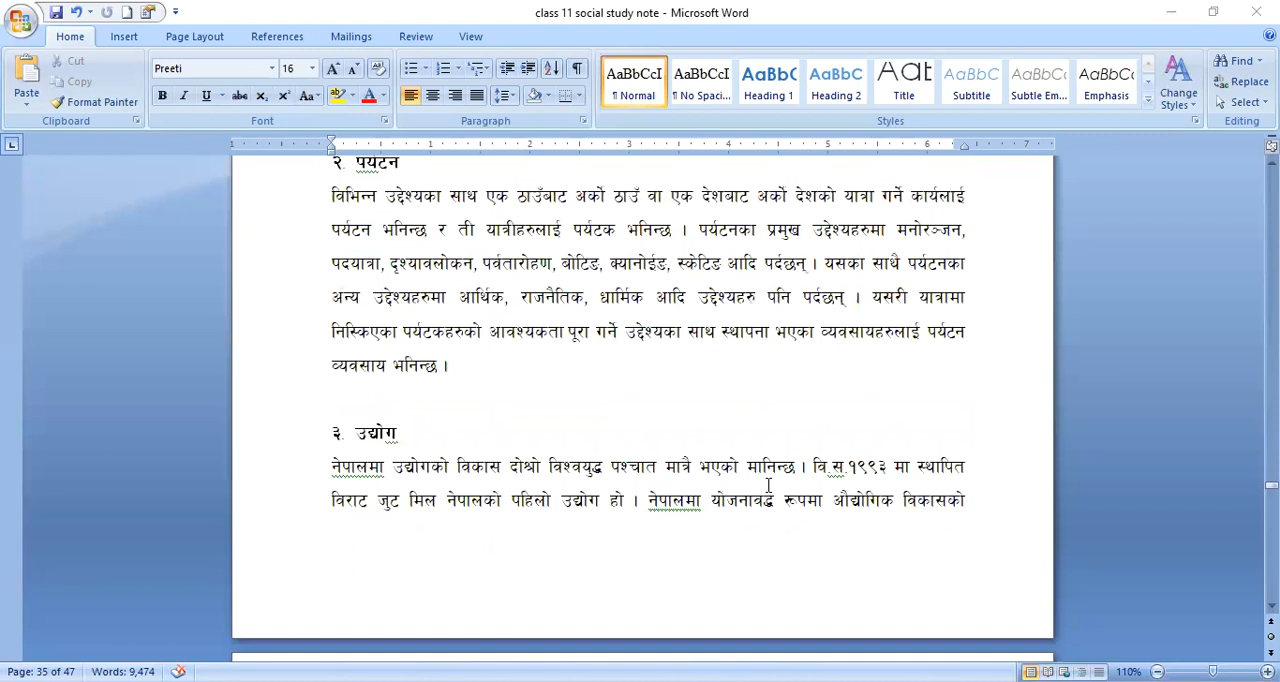 class 11 social study note - Microsoft Word
Home Insert Page Layout References Mailings Review View
Cut
Copy
Paste
Format Painter
Clipboard
Preeti 16
Font
Paragraph
AaBbCcI AaBbCcI AaBbC AaBbC Aat AaBbCcI AaBbCcI AaBbCcI
¶ Normal ¶ No Spaci... Heading 1 Heading 2 Title Subtitle Subtle Em... Emphasis
Change Styles
Styles
Find
Replace
Select
Editing
२. पर्यटन
विभिन्न उद्देश्यका साथ एक ठाउँबाट अर्को ठाउँ वा एक देशबाट अर्को देशको यात्रा गर्ने कार्यलाई
पर्यटन भनिन्छ र ती यात्रीहरुलाई पर्यटक भनिन्छ । पर्यटनका प्रमुख उद्देश्यहरुमा मनोरञ्जन,
पदयात्रा, दृश्यावलोकन, पर्वतारोहण, बोटिङ, क्यानोईङ, स्केटिङ आदि पर्दछन् । यसका साथै पर्यटनका
अन्य उद्देश्यहरुमा आर्थिक, राजनैतिक, धार्मिक आदि उद्देश्यहरु पनि पर्दछन् । यसरी यात्रामा
निस्किएका पर्यटकहरुको आवश्यकता पूरा गर्ने उद्देश्यका साथ स्थापना भएका व्यवसायहरुलाई पर्यटन
व्यवसाय भनिन्छ ।
३. उद्योग
नेपालमा उद्योगको विकास दोश्रो विश्वयुद्ध पश्चात मात्रै भएको मानिन्छ । वि.स.१९९३ मा स्थापित
विराट जुट मिल नेपालको पहिलो उद्योग हो । नेपालमा योजनावद्ध रूपमा औद्योगिक विकासको
Page: 35 of 47 Words: 9,474 110%